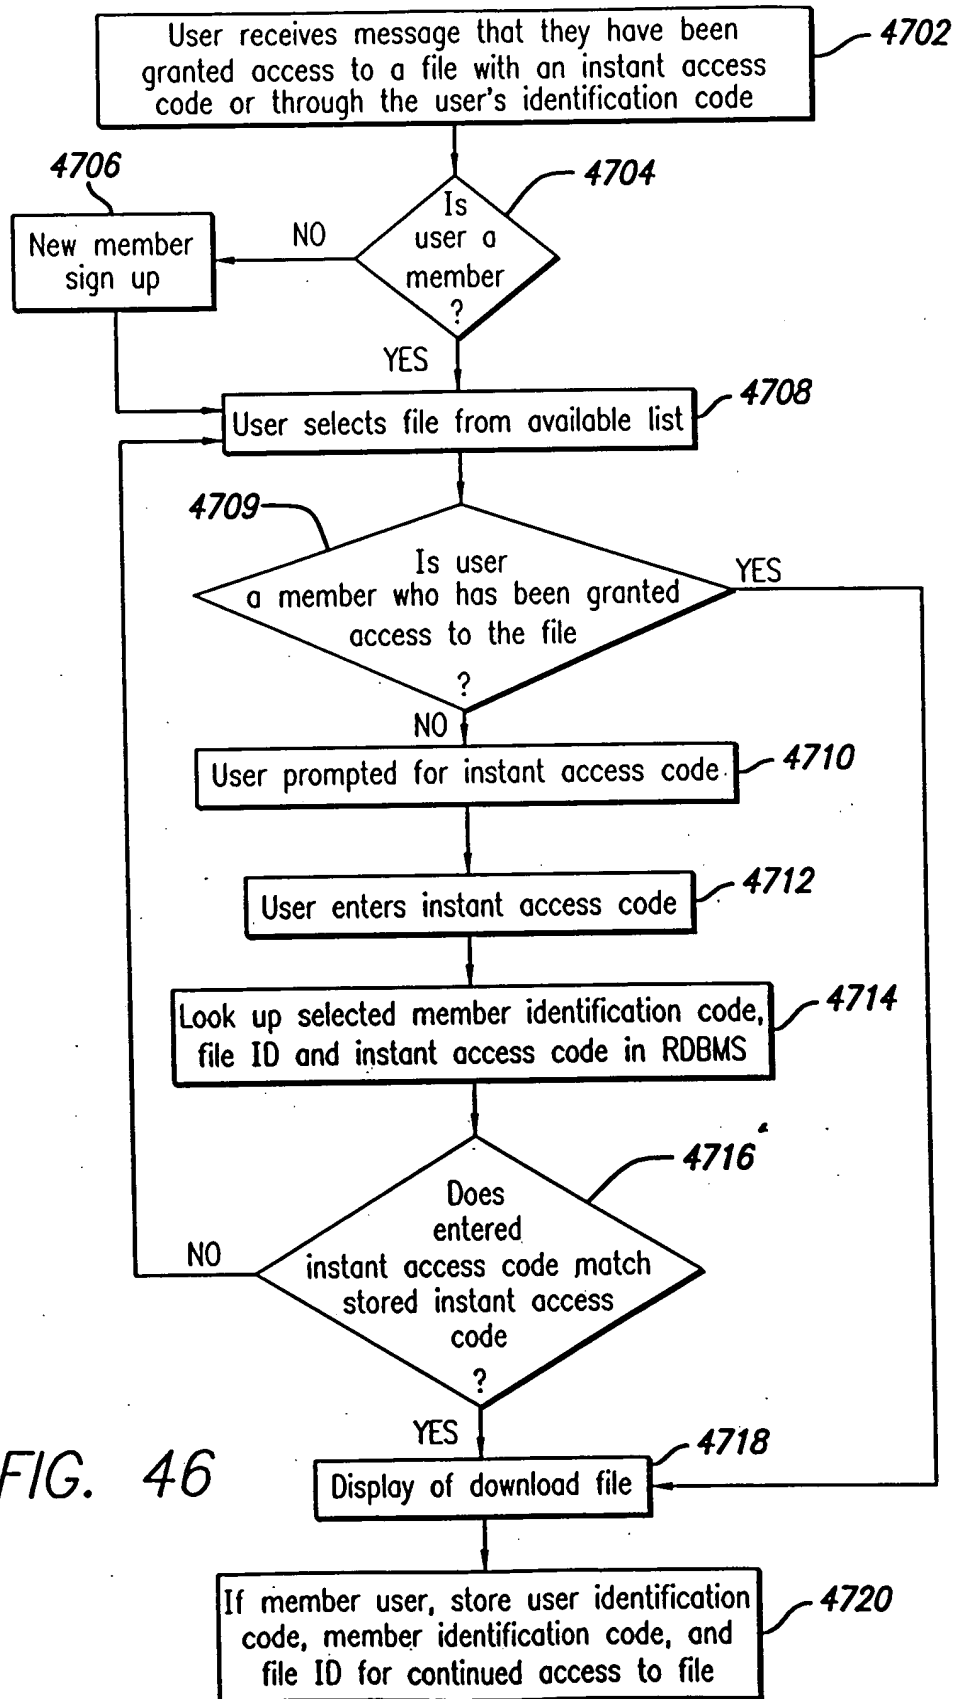 User receives message that they have been
granted access to a file with an instant access
code or through the user's identification code
4702
4704
4706
Is
user a
member
?
NO
New member
sign up
YES
4708
User selects file from available list
4709
Is user
a member who has been granted
access to the file
?
YES
NO
User prompted for instant access code.
4710
User enters instant access code
4712
Look up selected member identification code,
file ID and instant access code in RDBMS
4714
4716
Does
entered
instant access code match
stored instant access
code
?
NO
YES
4718
FIG. 46
Display of download file
If member user, store user identification
code, member identification code, and
file ID for continued access to file
4720